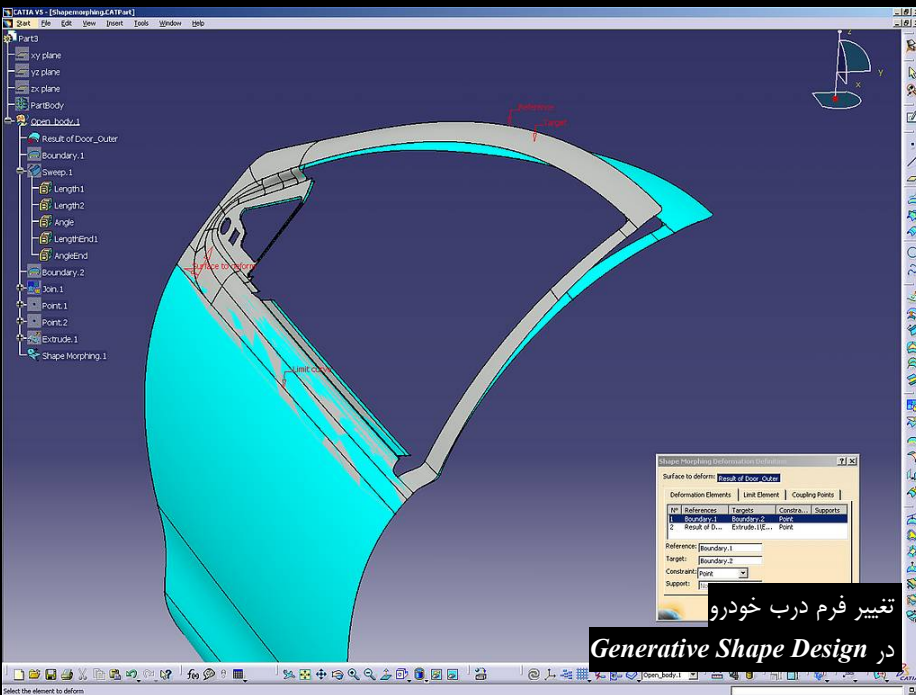 CATIA V5 - [Shapemorphing.CATPart]
Start File Edit View Insert Tools Window Help
Part3
xy plane
yz plane
zx plane
PartBody
Open_body.1
Result of Door_Outer
Boundary.1
Sweep.1
Length1
Length2
Angle
LengthEnd1
AngleEnd
Boundary.2
Join.1
Point.1
Point.2
Extrude.1
Shape Morphing.1
z
y
x
Reference
Target
Surface to deform
Limit curve
Shape Morphing Deformation Definition
Surface to deform: Result of Door_Outer
Deformation Elements Limit Element Coupling Points
N° References Targets Constra... Supports
1 Boundary.1 Boundary.2 Point
2 Result of D... Extrude.1\E... Point
Reference: Boundary.1
Target: Boundary.2
Constraint: Point
Support:
تغییر فرم درب خودرو
در Generative Shape Design
Open_body.1
Select the element to deform